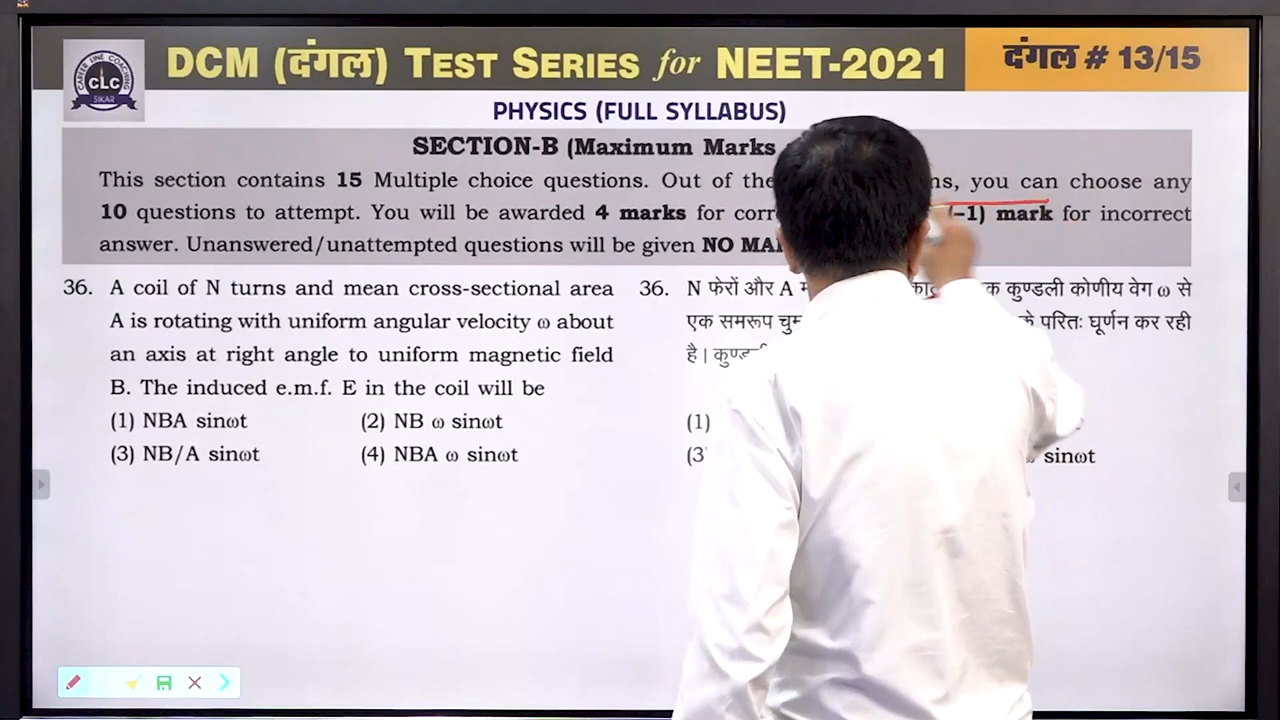 DCM (दंगल) TEST SERIES for NEET-2021
दंगल # 13/15
CAREER LINE COACHING
CLC
SIKAR
PHYSICS (FULL SYLLABUS)
SECTION-B (Maximum Marks
This section contains 15 Multiple choice questions. Out of the you can choose any
10 questions to attempt. You will be awarded 4 marks for (–1) mark for incorrect
answer. Unanswered/unattempted questions will be given NO
36. A coil of N turns and mean cross-sectional area
A is rotating with uniform angular velocity ω about
an axis at right angle to uniform magnetic field
B. The induced e.m.f. E in the coil will be
(1) NBA sinωt (2) NB ω sinωt
(3) NB/A sinωt (4) NBA ω sinωt
36. N फेरों और A कुण्डली कोणीय वेग ω से
एक समरूप परितः घूर्णन कर रही
है।
(1)
(3 sinωt